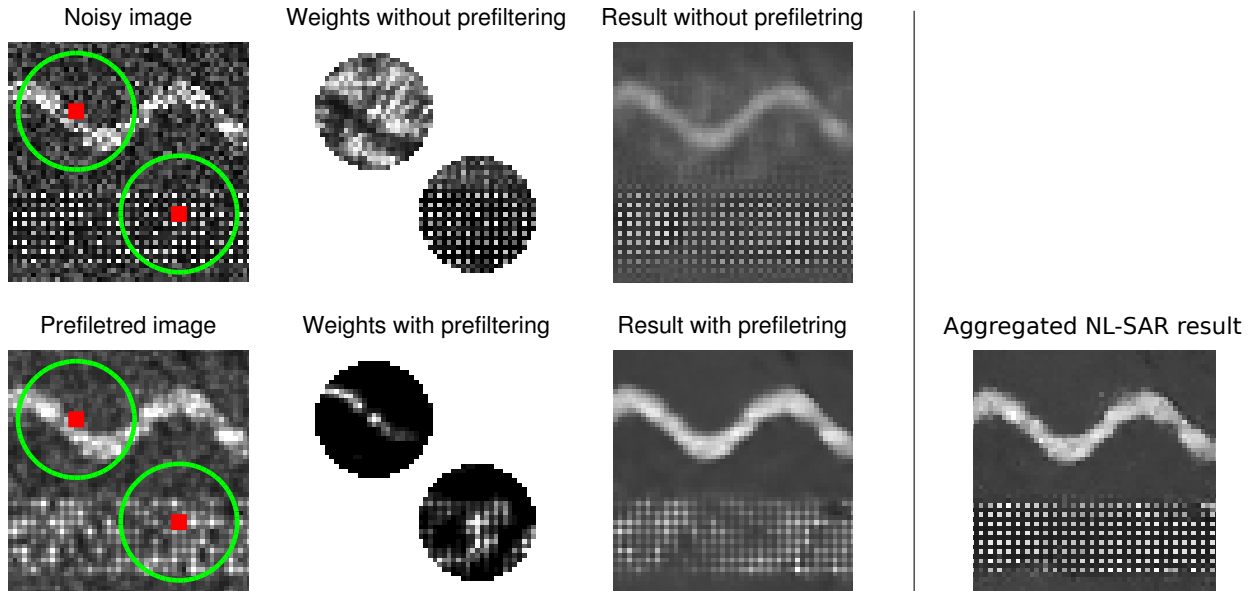 Noisy image
Weights without prefiltering
Result without prefiletring
Prefiletred image
Weights with prefiltering
Result with prefiletring
Aggregated NL-SAR result